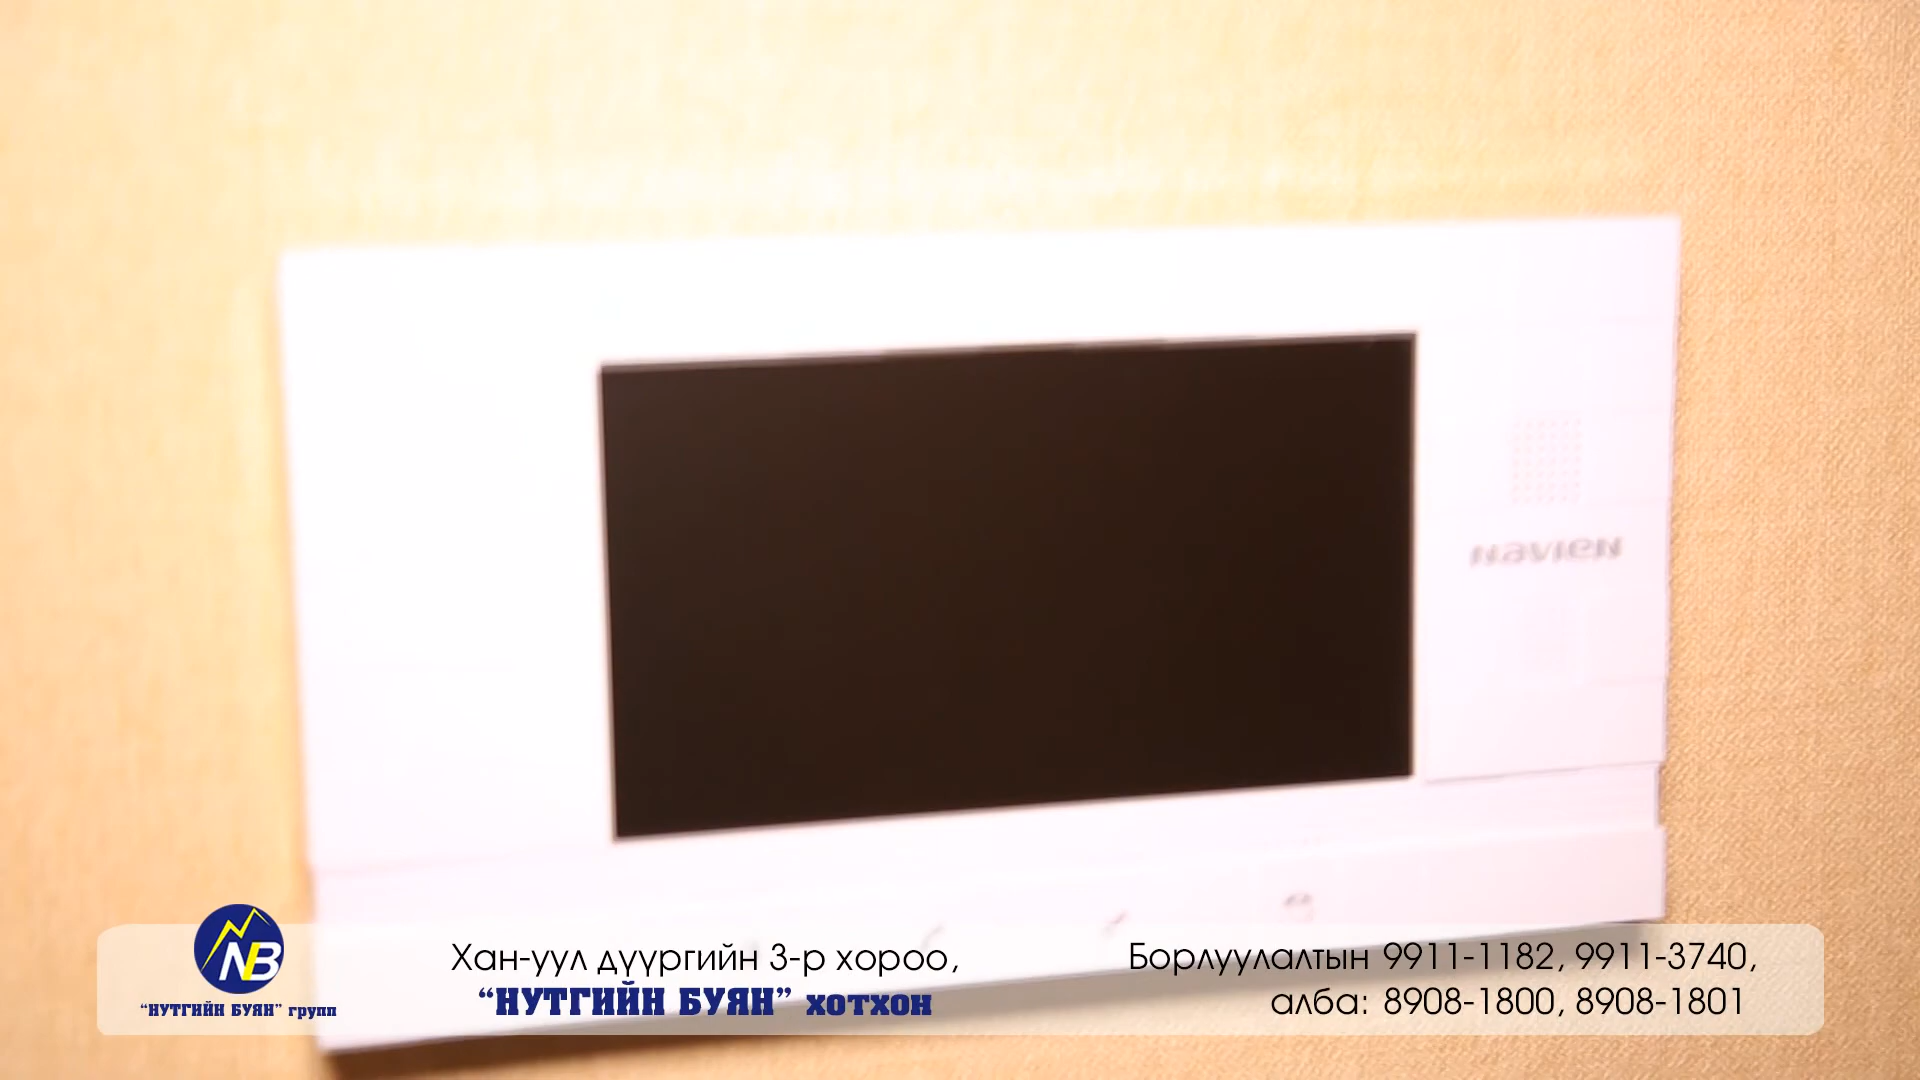 NAVIEN
NB
“НУТГИЙН БУЯН” групп
Хан-уул дүүргийн 3-р хороо,
“НУТГИЙН БУЯН” хотхон
Борлуулалтын 9911-1182, 9911-3740,
алба: 8908-1800, 8908-1801